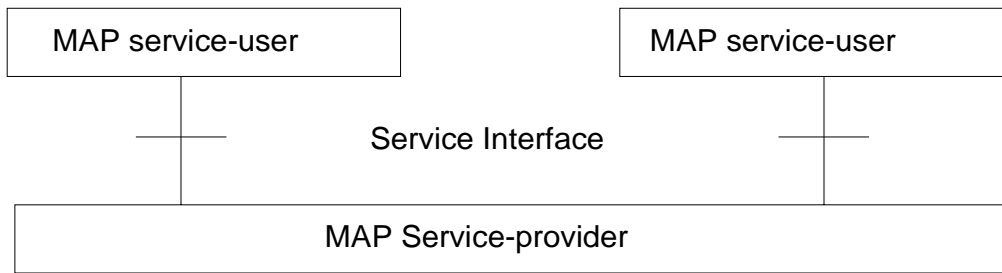 MAP service-user
MAP service-user
Service Interface
MAP Service-provider